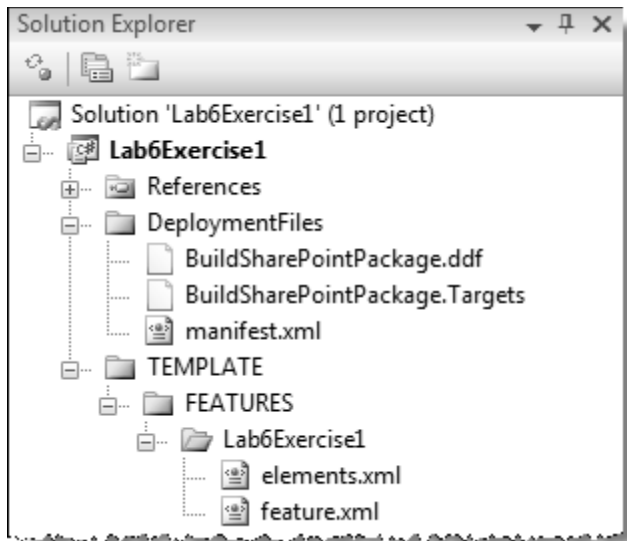 Solution Explorer
Solution 'Lab6Exercise1' (1 project)
Lab6Exercise1
References
DeploymentFiles
BuildSharePointPackage.ddf
BuildSharePointPackage.Targets
manifest.xml
TEMPLATE
FEATURES
Lab6Exercise1
elements.xml
feature.xml